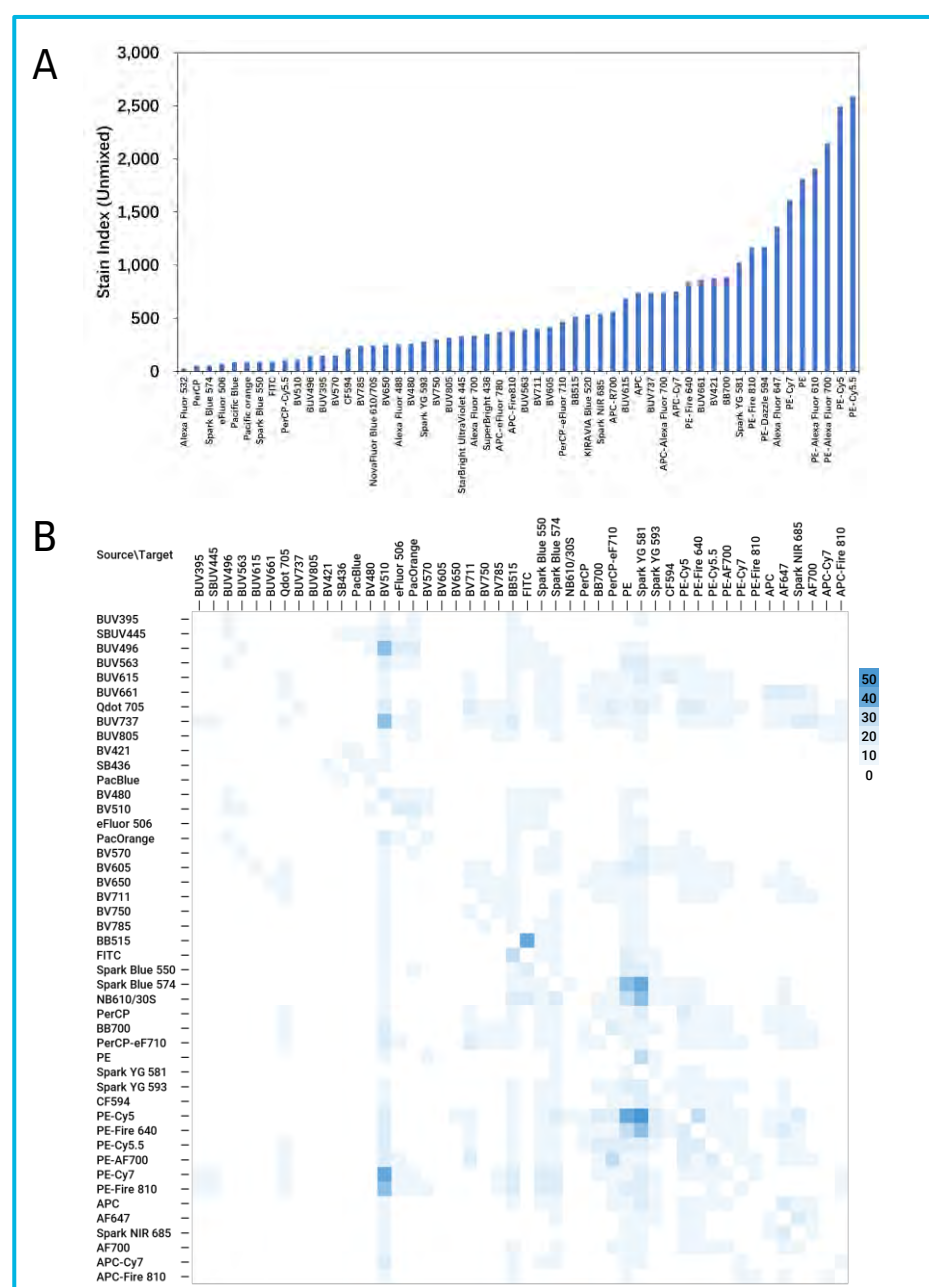 A
3,000
2,500
2,000
1,500
1,000
500
0
Stain Index (Unmixed)
Alexa Fluor 532
PerCP
Spark Blue 574
eFluor 506
Pacific Blue
Pacific orange
Spark Blue 550
FITC
PerCP-Cy5.5
BV510
BUV496
BUV395
BV570
CF594
BV785
NovaFluor Blue 610/70S
BV650
Alexa Fluor 488
BV480
Spark YG 593
BV750
BUV805
StarBright UltraViolet 445
Alexa Fluor 700
SuperBright 438
APC-eFluor 780
APC-Fire810
BUV563
BV711
BV605
PerCP-eFluor 710
BB515
KIRAVIA Blue 520
Spark NIR 685
APC-R700
BUV615
APC
BUV737
APC-Alexa Fluor 700
APC-Cy7
PE-Fire 640
BUV661
BV421
BB700
Spark YG 581
PE-Fire 810
PE-Dazzle 594
Alexa Fluor 647
PE-Cy7
PE
PE-Alexa Fluor 610
PE-Alexa Fluor 700
PE-Cy5
PE-Cy5.5
B
Source\Target
BUV395
SBUV445
BUV496
BUV563
BUV615
BUV661
Qdot 705
BUV737
BUV805
BV421
SB436
PacBlue
BV480
BV510
eFluor 506
PacOrange
BV570
BV605
BV650
BV711
BV750
BV785
BB515
FITC
Spark Blue 550
Spark Blue 574
NB610/30S
PerCP
BB700
PerCP-eF710
PE
Spark YG 581
Spark YG 593
CF594
PE-Cy5
PE-Fire 640
PE-Cy5.5
PE-AF700
PE-Cy7
PE-Fire 810
APC
AF647
Spark NIR 685
AF700
APC-Cy7
APC-Fire 810
BUV395
SBUV445
BUV496
BUV563
BUV615
BUV661
Qdot 705
BUV737
BUV805
BV421
SB436
PacBlue
BV480
BV510
eFluor 506
PacOrange
BV570
BV605
BV650
BV711
BV750
BV785
BB515
FITC
Spark Blue 550
Spark Blue 574
NB610/30S
PerCP
BB700
PerCP-eF710
PE
Spark YG 581
Spark YG 593
CF594
PE-Cy5
PE-Fire 640
PE-Cy5.5
PE-AF700
PE-Cy7
PE-Fire 810
APC
AF647
Spark NIR 685
AF700
APC-Cy7
APC-Fire 810
50
40
30
20
10
0